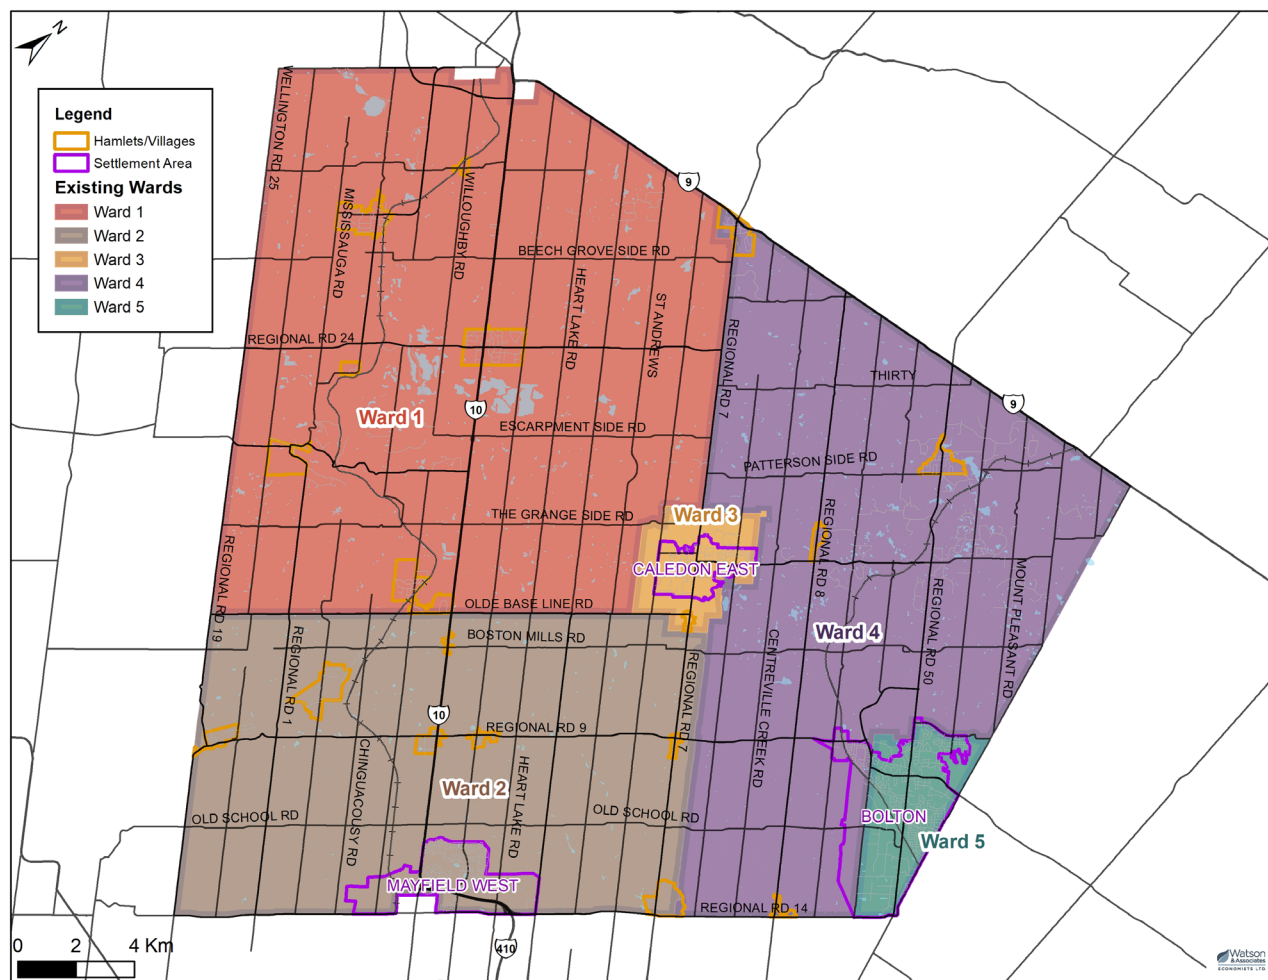 N
Legend
Hamlets/Villages
Settlement Area
Existing Wards
Ward 1
Ward 2
Ward 3
Ward 4
Ward 5
WELLINGTON RD 25
MISSISSAUGA RD
WILLOUGHBY RD
9
BEECH GROVE SIDE RD
HEART LAKE RD
ST ANDREWS
REGIONAL RD 24
REGIONAL RD 7
THIRTY
10
Ward 1
9
ESCARPMENT SIDE RD
PATTERSON SIDE RD
THE GRANGE SIDE RD
Ward 3
REGIONAL RD 8
CALEDON EAST
REGIONAL RD 19
OLDE BASE LINE RD
REGIONAL RD 50
MOUNT PLEASANT RD
BOSTON MILLS RD
Ward 4
REGIONAL RD 1
REGIONAL RD 7
CENTREVILLE CREEK RD
10
REGIONAL RD 9
CHINGUACOUSY RD
Ward 2
HEART LAKE RD
OLD SCHOOL RD
OLD SCHOOL RD
BOLTON
Ward 5
MAYFIELD WEST
REGIONAL RD 14
410
0 2 4 Km
Watson
& Associates
ECONOMISTS LTD.